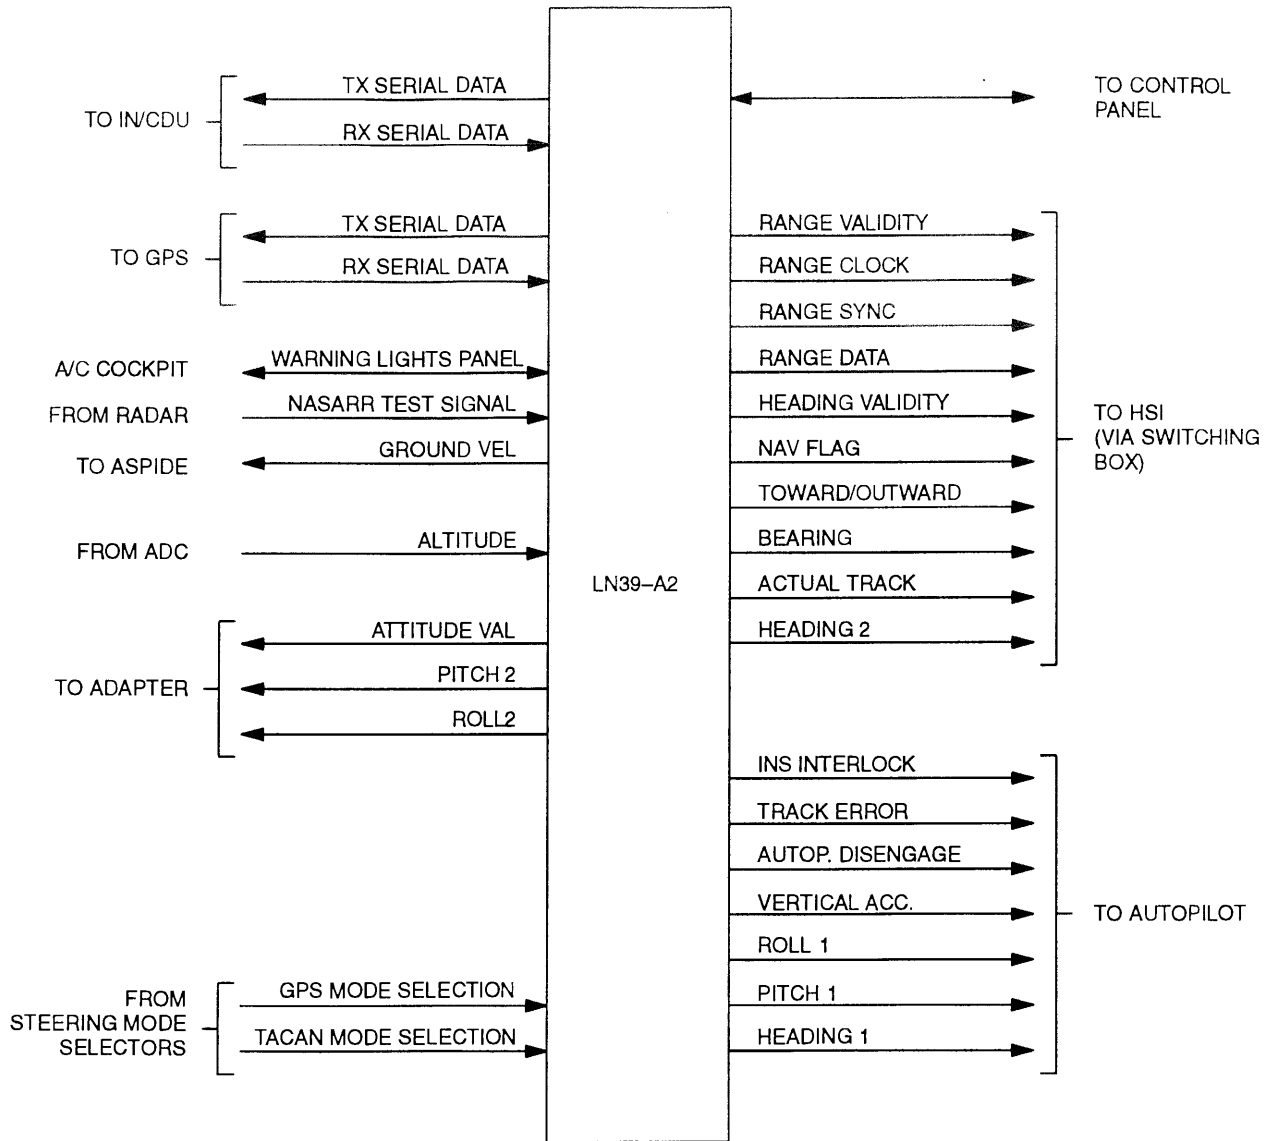 TX SERIAL DATA
TO IN/CDU
RX SERIAL DATA
TX SERIAL DATA
TO GPS
RX SERIAL DATA
A/C COCKPIT
WARNING LIGHTS PANEL
FROM RADAR
NASARR TEST SIGNAL
TO ASPIDE
GROUND VEL
FROM ADC
ALTITUDE
ATTITUDE VAL
TO ADAPTER
PITCH 2
ROLL2
FROM
STEERING MODE
SELECTORS
GPS MODE SELECTION
TACAN MODE SELECTION
LN39–A2
TO CONTROL
PANEL
RANGE VALIDITY
RANGE CLOCK
RANGE SYNC
RANGE DATA
HEADING VALIDITY
NAV FLAG
TOWARD/OUTWARD
BEARING
ACTUAL TRACK
HEADING 2
TO HSI
(VIA SWITCHING
BOX)
INS INTERLOCK
TRACK ERROR
AUTOP. DISENGAGE
VERTICAL ACC.
ROLL 1
PITCH 1
HEADING 1
TO AUTOPILOT